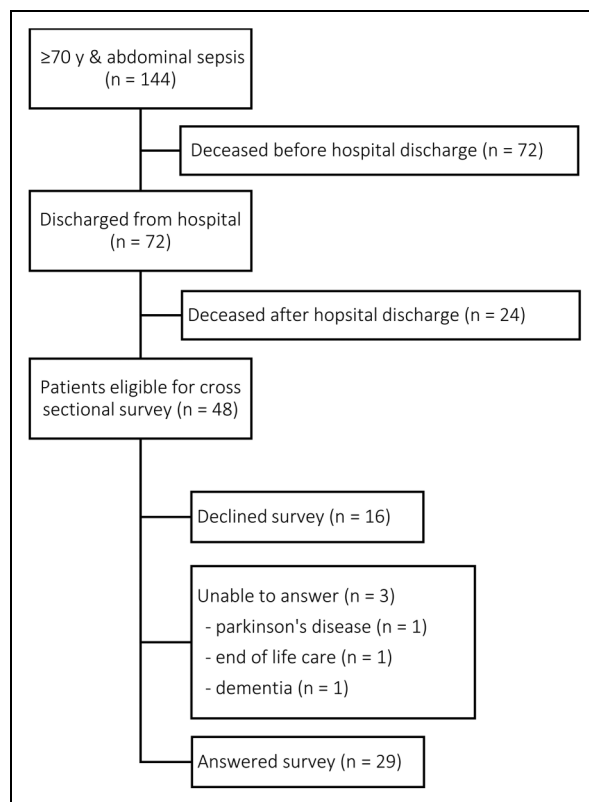 ≥70 y & abdominal sepsis
(n = 144)
Deceased before hospital discharge (n = 72)
Discharged from hospital
(n = 72)
Deceased after hopsital discharge (n = 24)
Patients eligible for cross
sectional survey (n = 48)
Declined survey (n = 16)
Unable to answer (n = 3)
- parkinson's disease (n = 1)
- end of life care (n = 1)
- dementia (n = 1)
Answered survey (n = 29)